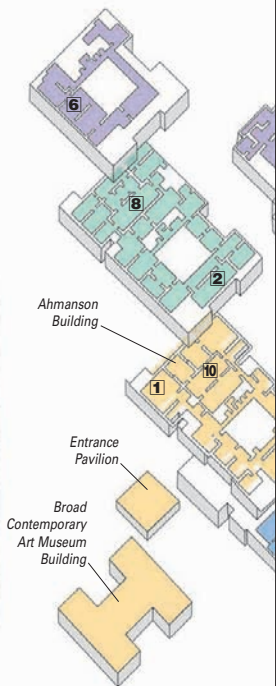 6
8
2
Ahmanson
Building
10
1
Entrance
Pavilion
Broad
Contemporary
Art Museum
Building